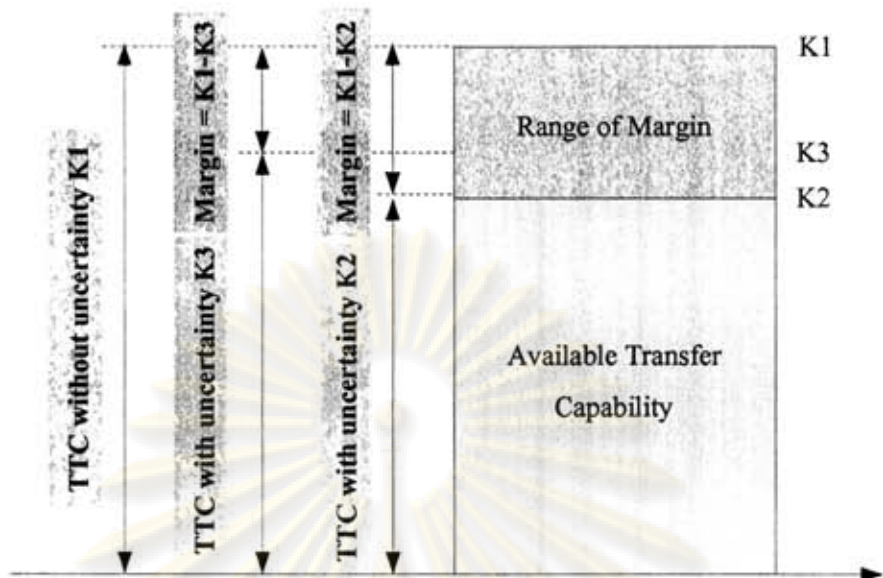 TTC without uncertainty K1
TTC with uncertainty K3
Margin = K1-K3
TTC with uncertainty K2
Margin = K1-K2
Range of Margin
Available Transfer
Capability
K1
K3
K2